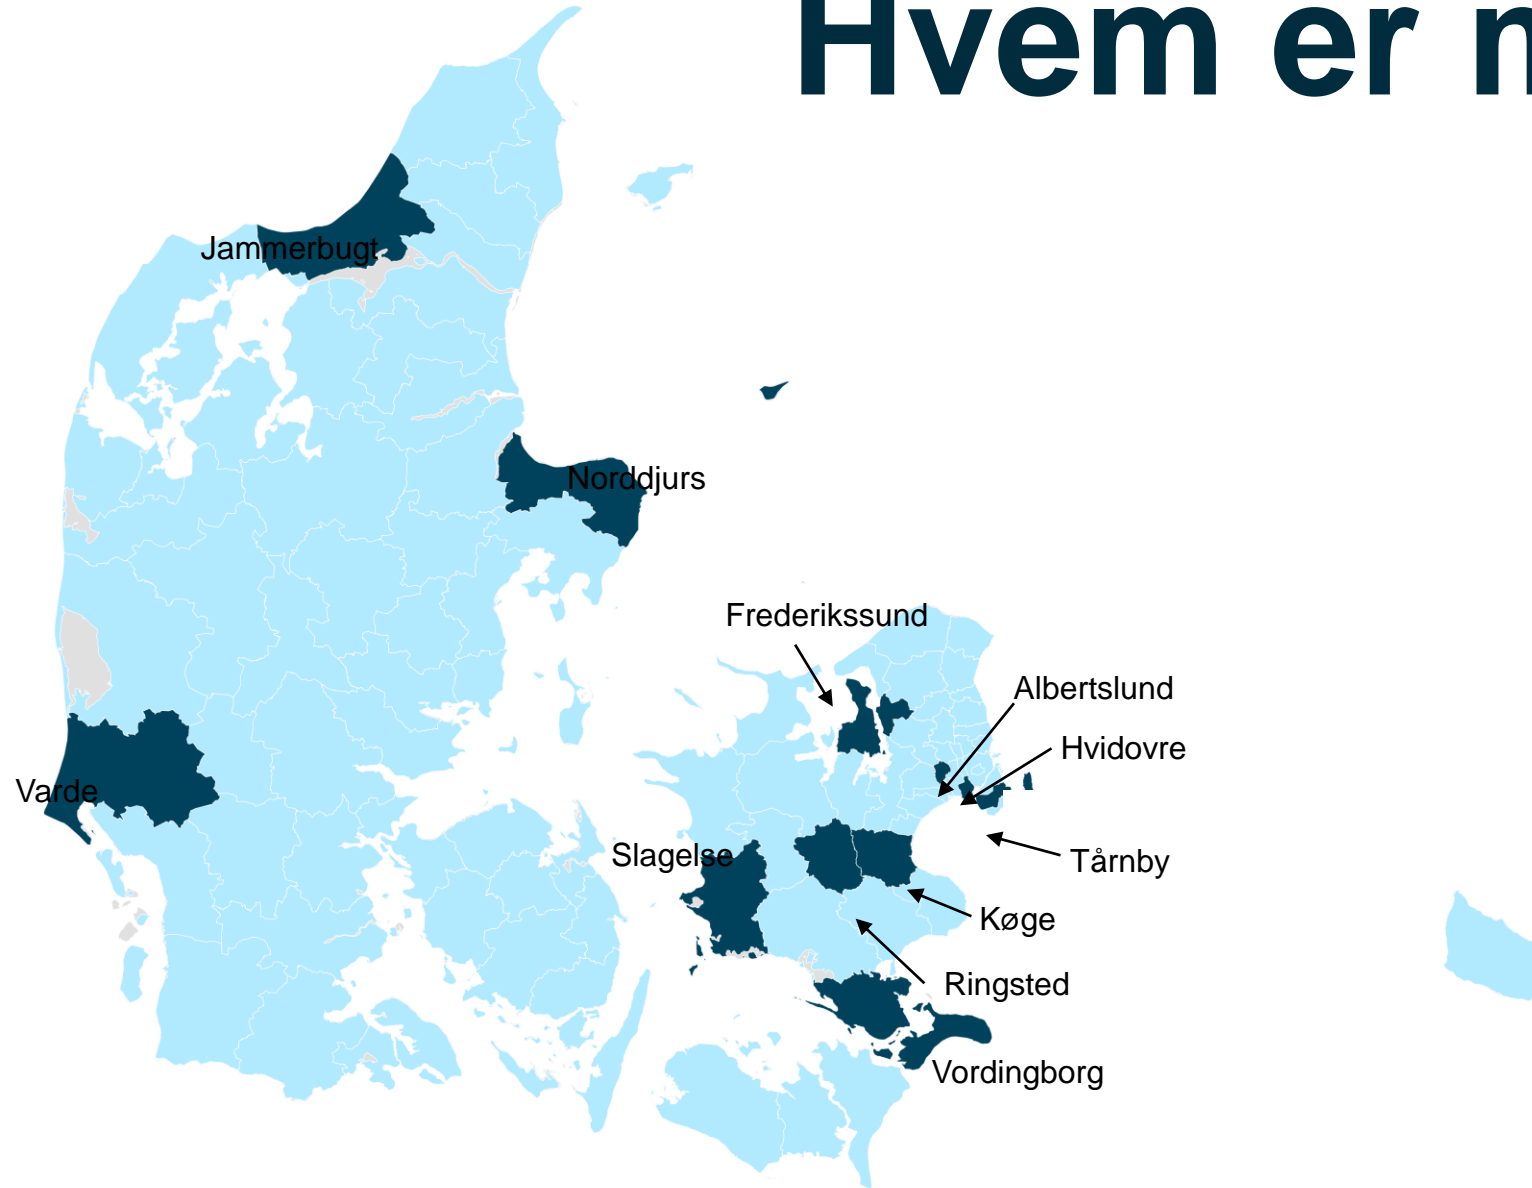 Hvem er
Jammerbugt
Norddjurs
Frederikssund
Albertslund
Hvidovre
Varde
Slagelse
Tårnby
Køge
Ringsted
Vordingborg